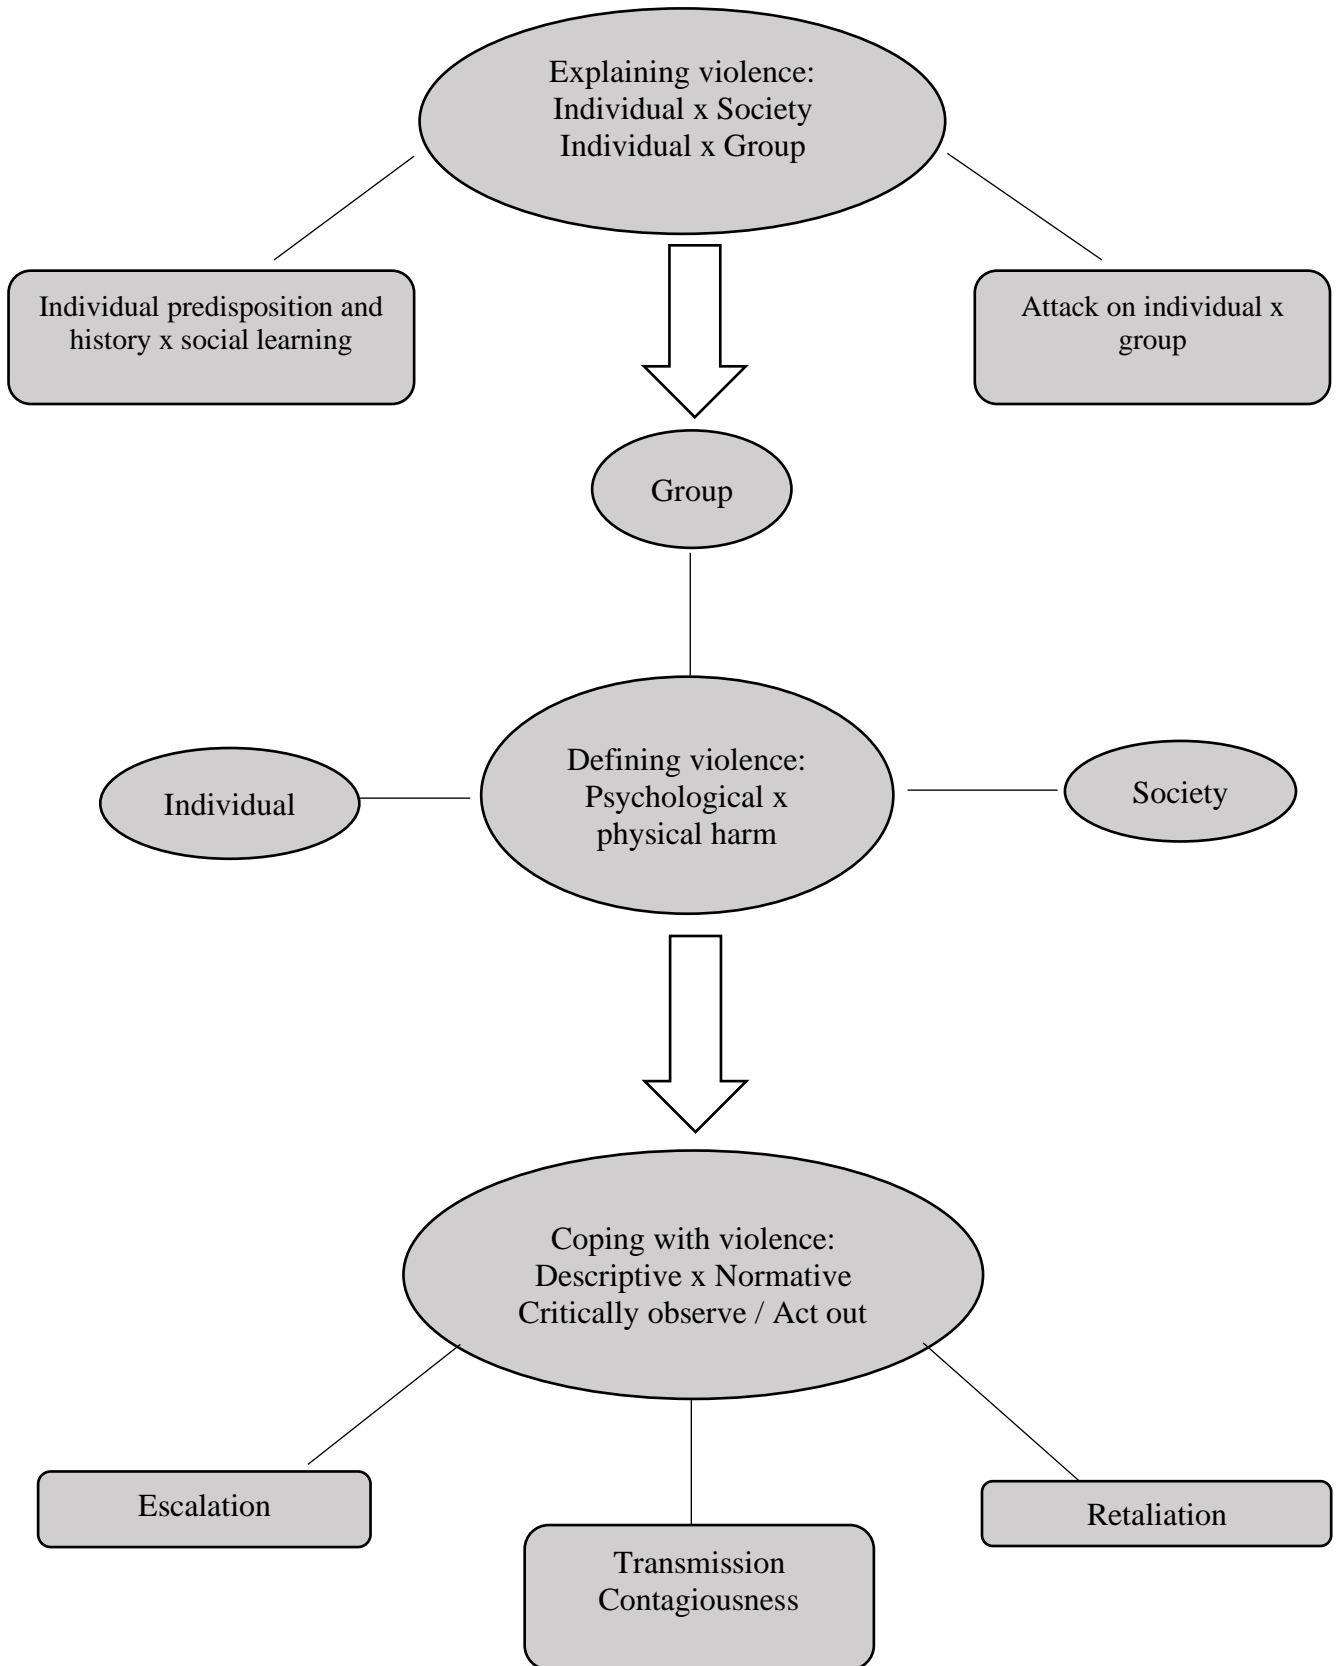 Explaining violence:
Individual x Society
Individual x Group
Individual predisposition and
history x social learning
Attack on individual x
group
Group
Individual
Defining violence:
Psychological x
physical harm
Society
Coping with violence:
Descriptive x Normative
Critically observe / Act out
Escalation
Transmission
Contagiousness
Retaliation